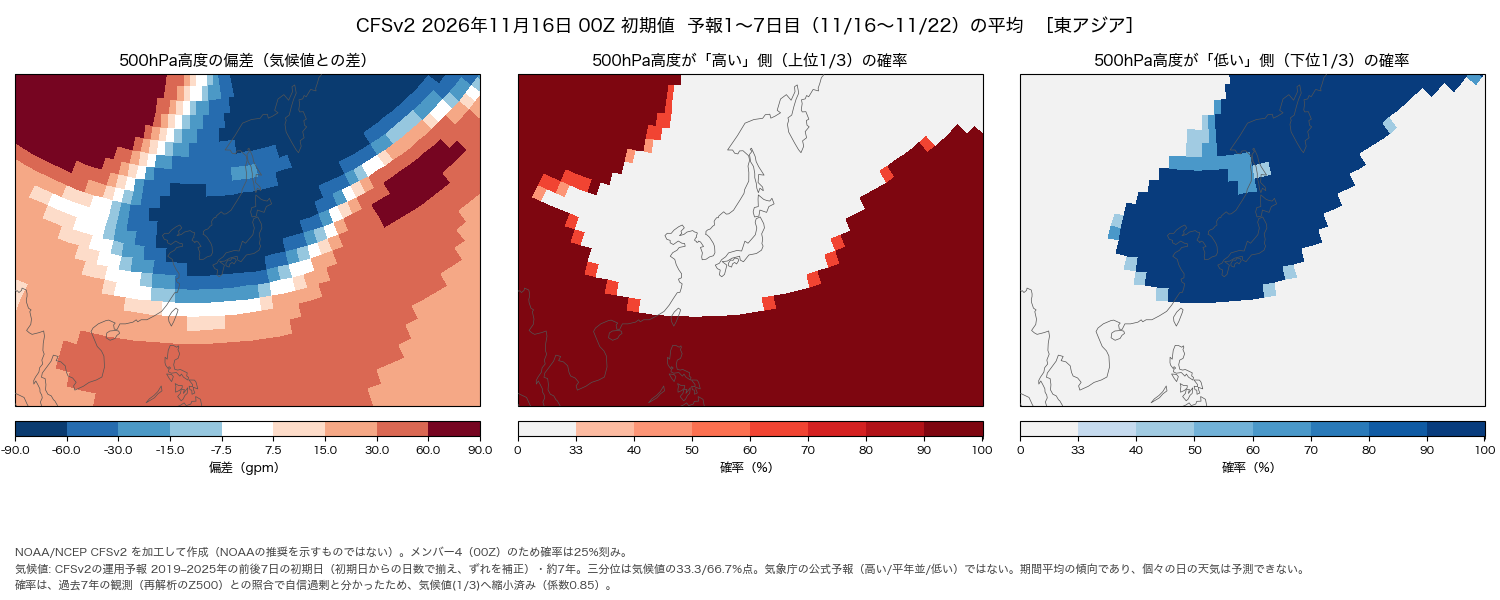 CFSv2 2026年11月16日 00Z 初期値  予報1〜7日目（11/16〜11/22）の平均  ［東アジア］
500hPa高度の偏差（気候値との差）
500hPa高度が「高い」側（上位1/3）の確率
500hPa高度が「低い」側（下位1/3）の確率
-90.0 -60.0 -30.0 -15.0 -7.5 7.5 15.0 30.0 60.0 90.0
偏差（gpm）
0 33 40 50 60 70 80 90 100
確率（%）
0 33 40 50 60 70 80 90 100
確率（%）
NOAA/NCEP CFSv2 を加工して作成（NOAAの推奨を示すものではない）。メンバー4（00Z）のため確率は25%刻み。
気候値: CFSv2の運用予報 2019–2025年の前後7日の初期日（初期日からの日数で揃え、ずれを補正）・約7年。三分位は気候値の33.3/66.7%点。気象庁の公式予報（高い/平年並/低い）ではない。期間平均の傾向であり、個々の日の天気は予測できない。
確率は、過去7年の観測（再解析のZ500）との照合で自信過剰と分かったため、気候値(1/3)へ縮小済み（係数0.85）。